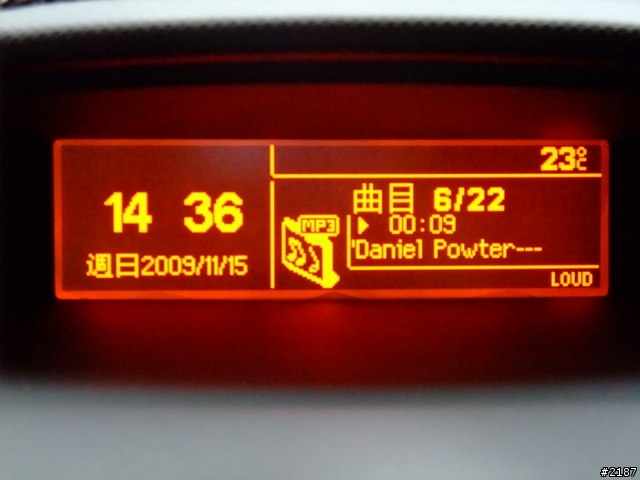 14 36
週日2009/11/15
23°C
曲目 6/22
MP3
00:09
'Daniel Powter---
LOUD
#2187